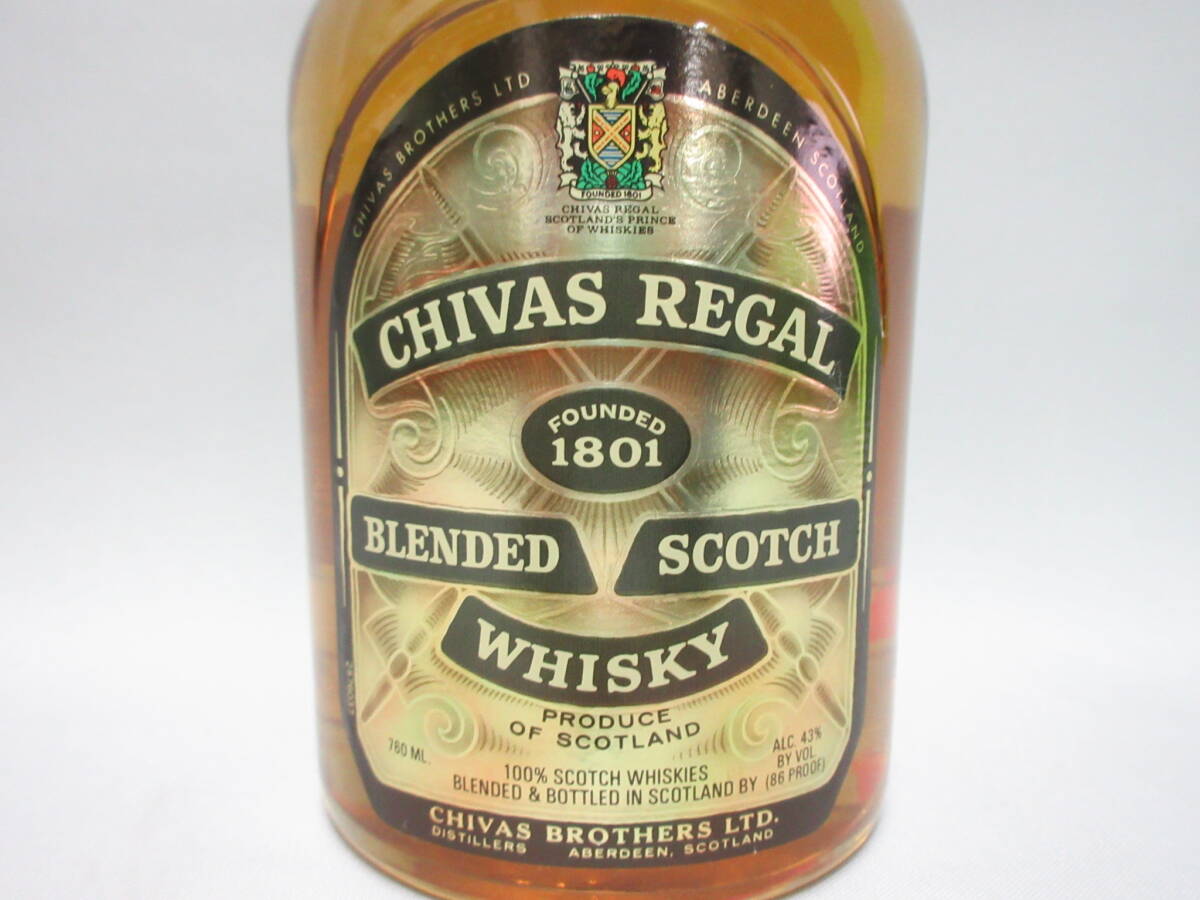 CHIVAS BROTHERS LTD ABERDEEN SCOTLAND
FOUNDED 1801
CHIVAS REGAL
SCOTLAND'S PRINCE
OF WHISKIES
CHIVAS REGAL
FOUNDED
1801
BLENDED SCOTCH
WHISKY
PRODUCE
OF SCOTLAND
760 ML.
ALC. 43%
BY VOL.
(86 PROOF)
100% SCOTCH WHISKIES
BLENDED & BOTTLED IN SCOTLAND BY
CHIVAS BROTHERS LTD.
DISTILLERS ABERDEEN, SCOTLAND